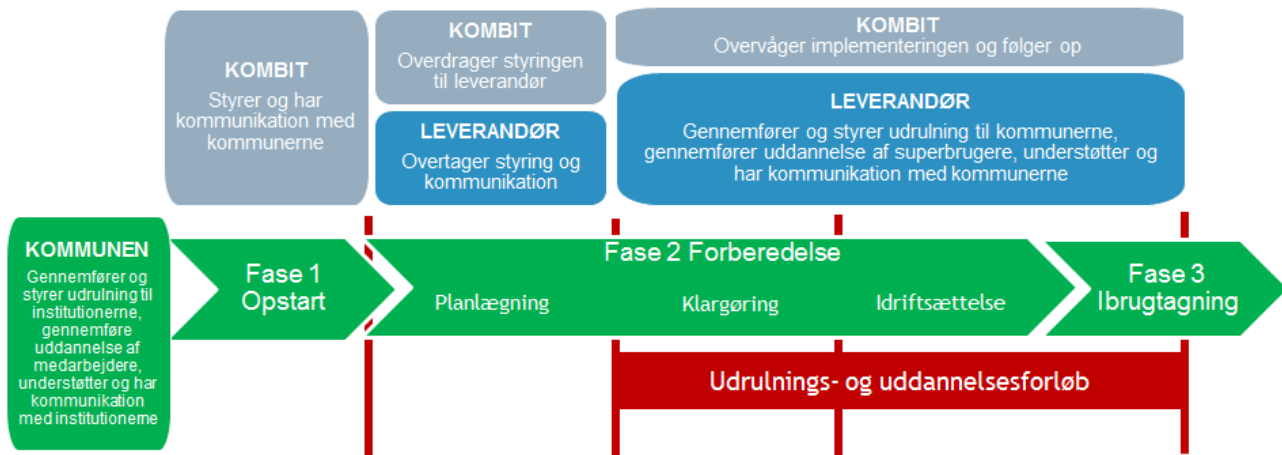 KOMBIT
Styrer og har
kommunikation med
kommunerne
KOMBIT
Overdrager styringen
til leverandør
LEVERANDØR
Overtager styring og
kommunikation
KOMBIT
Overvåger implementeringen og følger op
LEVERANDØR
Gennemfører og styrer udrulning til kommunerne,
gennemfører uddannelse af superbrugere, understøtter og
har kommunikation med kommunerne
KOMMUNEN
Gennemfører og
styrer udrulning til
institutionerne,
gennemføre
uddannelse af
medarbejdere,
understøtter og har
kommunikation
med institutionerne
Fase 1
Opstart
Fase 2 Forberedelse
Planlægning
Klargøring
Idriftsættelse
Fase 3
Ibrugtagning
Udrulnings- og uddannelsesforløb